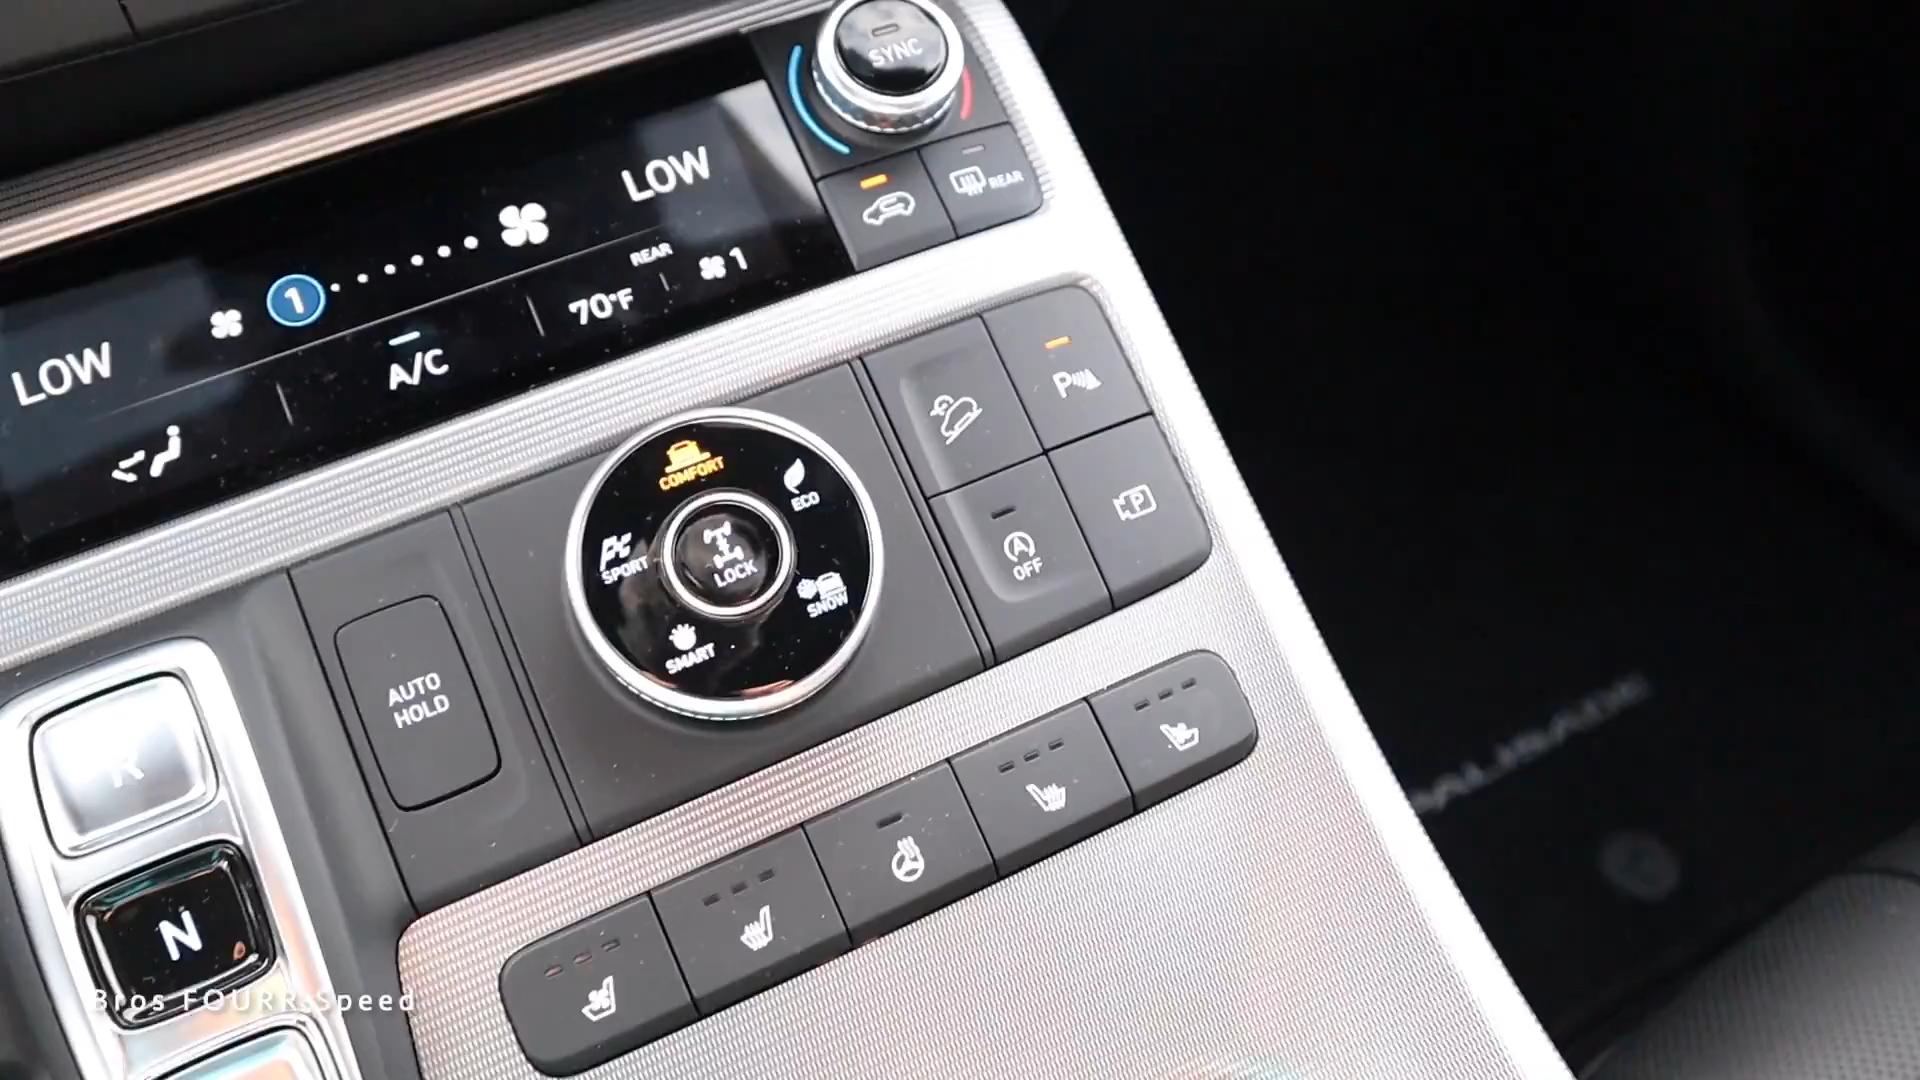 SYNC
LOW
REAR
1
REAR
1
70°F
LOW
A/C
COMFORT
ECO
SPORT
LOCK
SNOW
SMART
P
A
OFF
P
AUTO
HOLD
R
N
PALISADE
Bros FOURR Speed